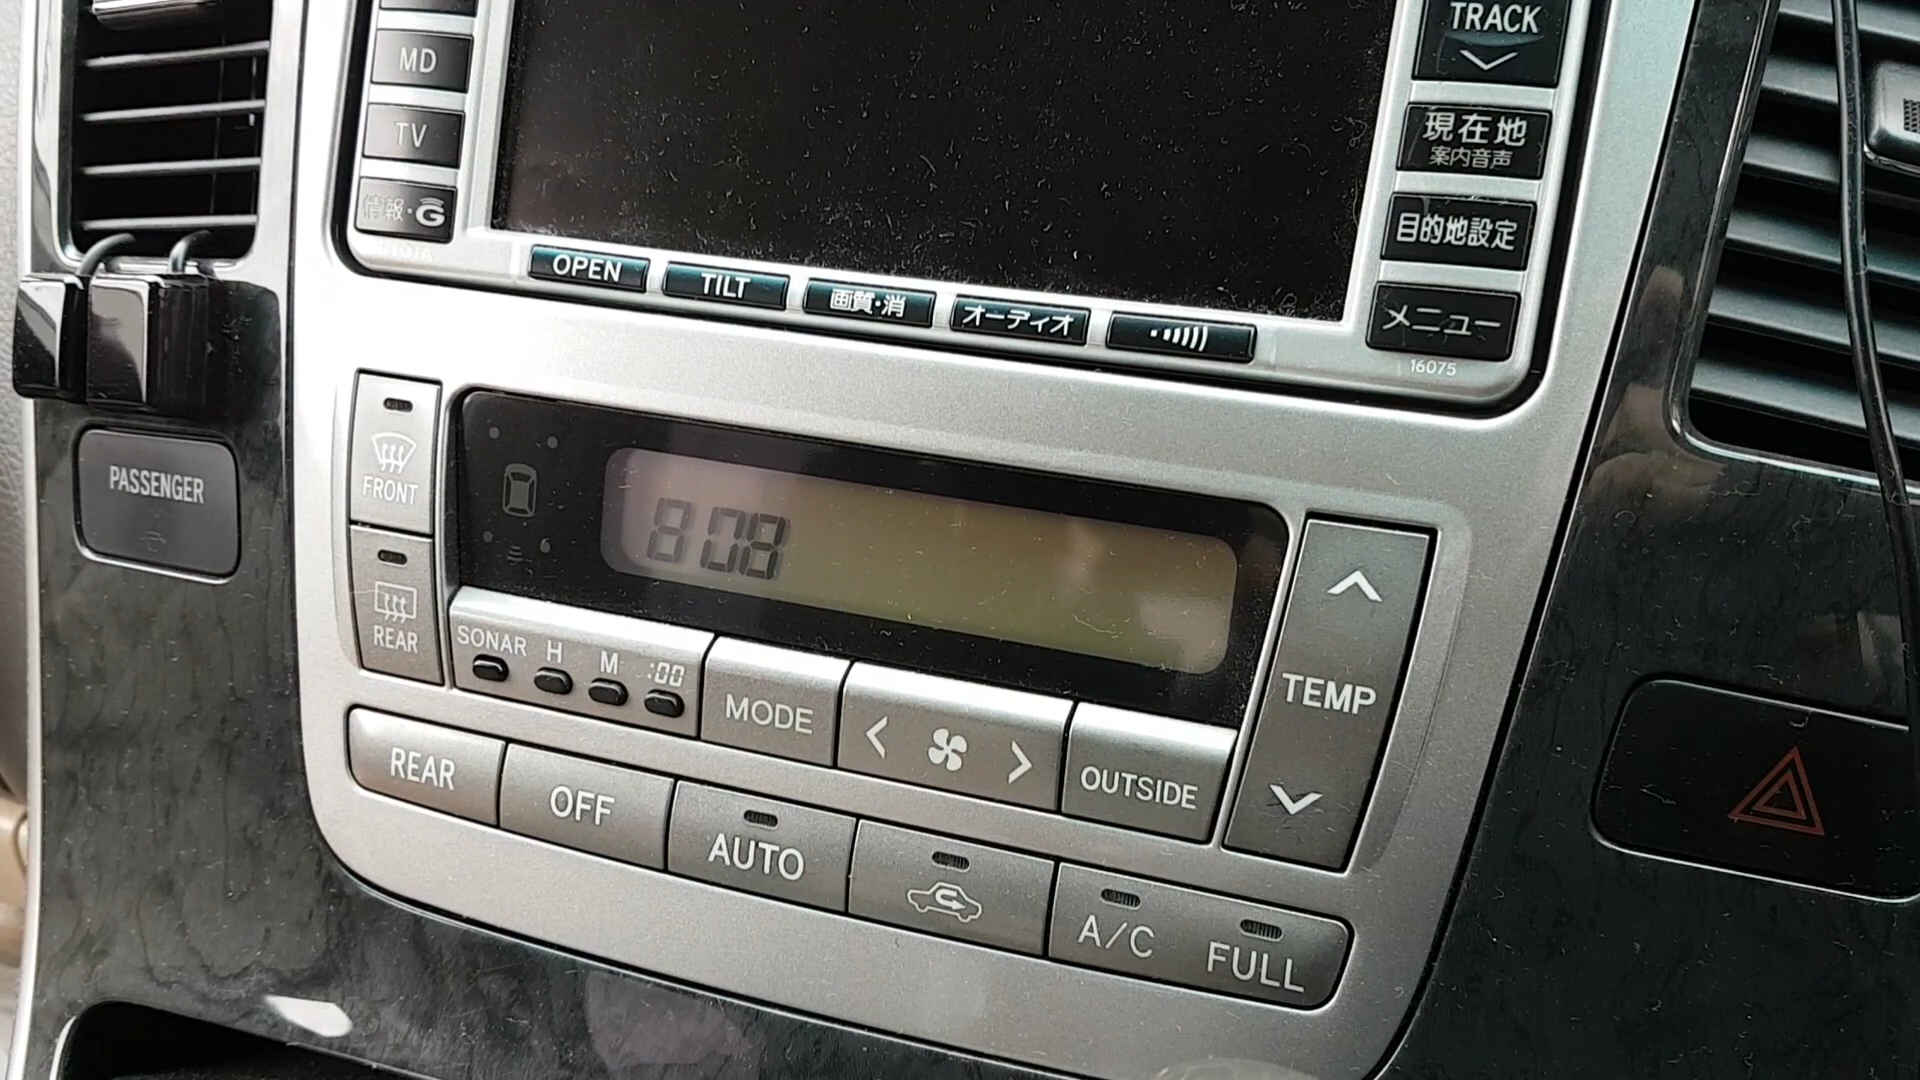 MD
TV
情報・G
TRACK
現在地
案内音声
目的地設定
メニュー
16075
OPEN
TILT
画質・消
オーディオ
PASSENGER
FRONT
REAR
8 08
SONAR H M :00
MODE
OUTSIDE
TEMP
REAR
OFF
AUTO
A/C
FULL